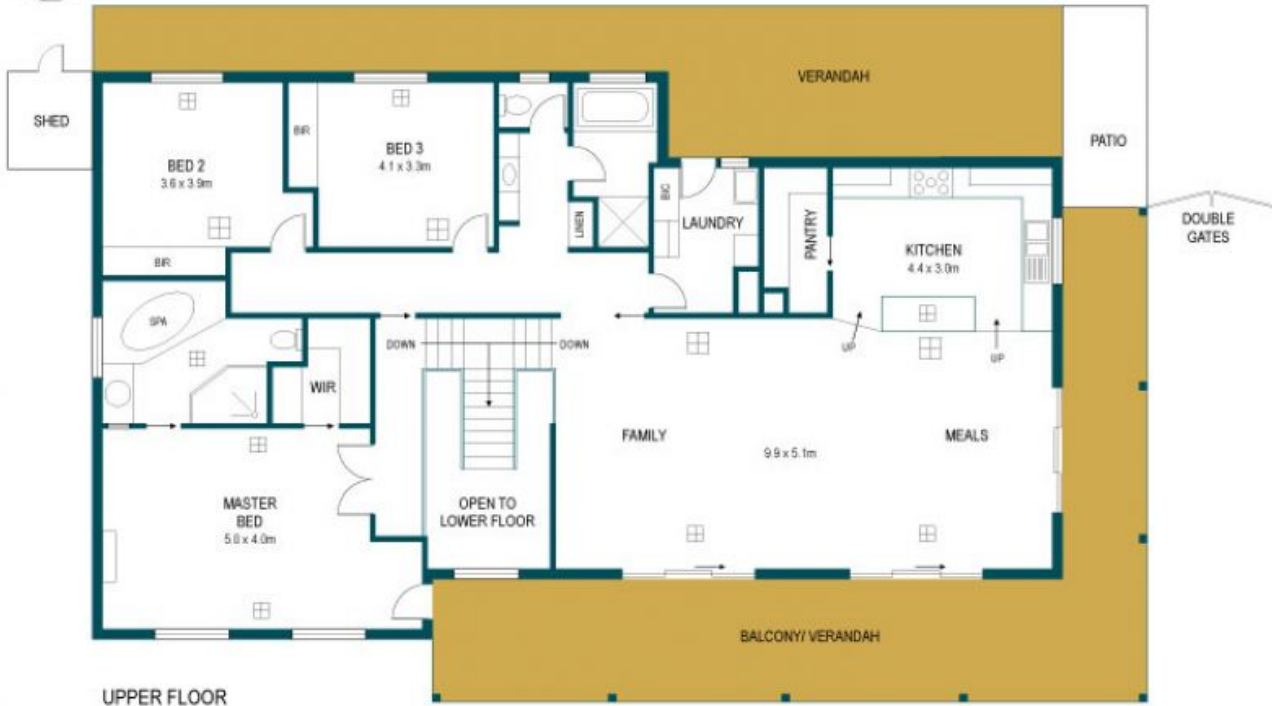 VERANDAH
SHED
PATIO
BIR
BED 3
4.1 x 3.3m
BED 2
3.6 x 3.9m
BIC
LAUNDRY
LINEN
PANTRY
DOUBLE
GATES
KITCHEN
4.4 x 3.0m
BIR
SPA
DOWN
DOWN
UP
UP
WIR
FAMILY
MEALS
9.9 x 5.1m
MASTER
BED
5.0 x 4.0m
OPEN TO
LOWER FLOOR
BALCONY/ VERANDAH
UPPER FLOOR